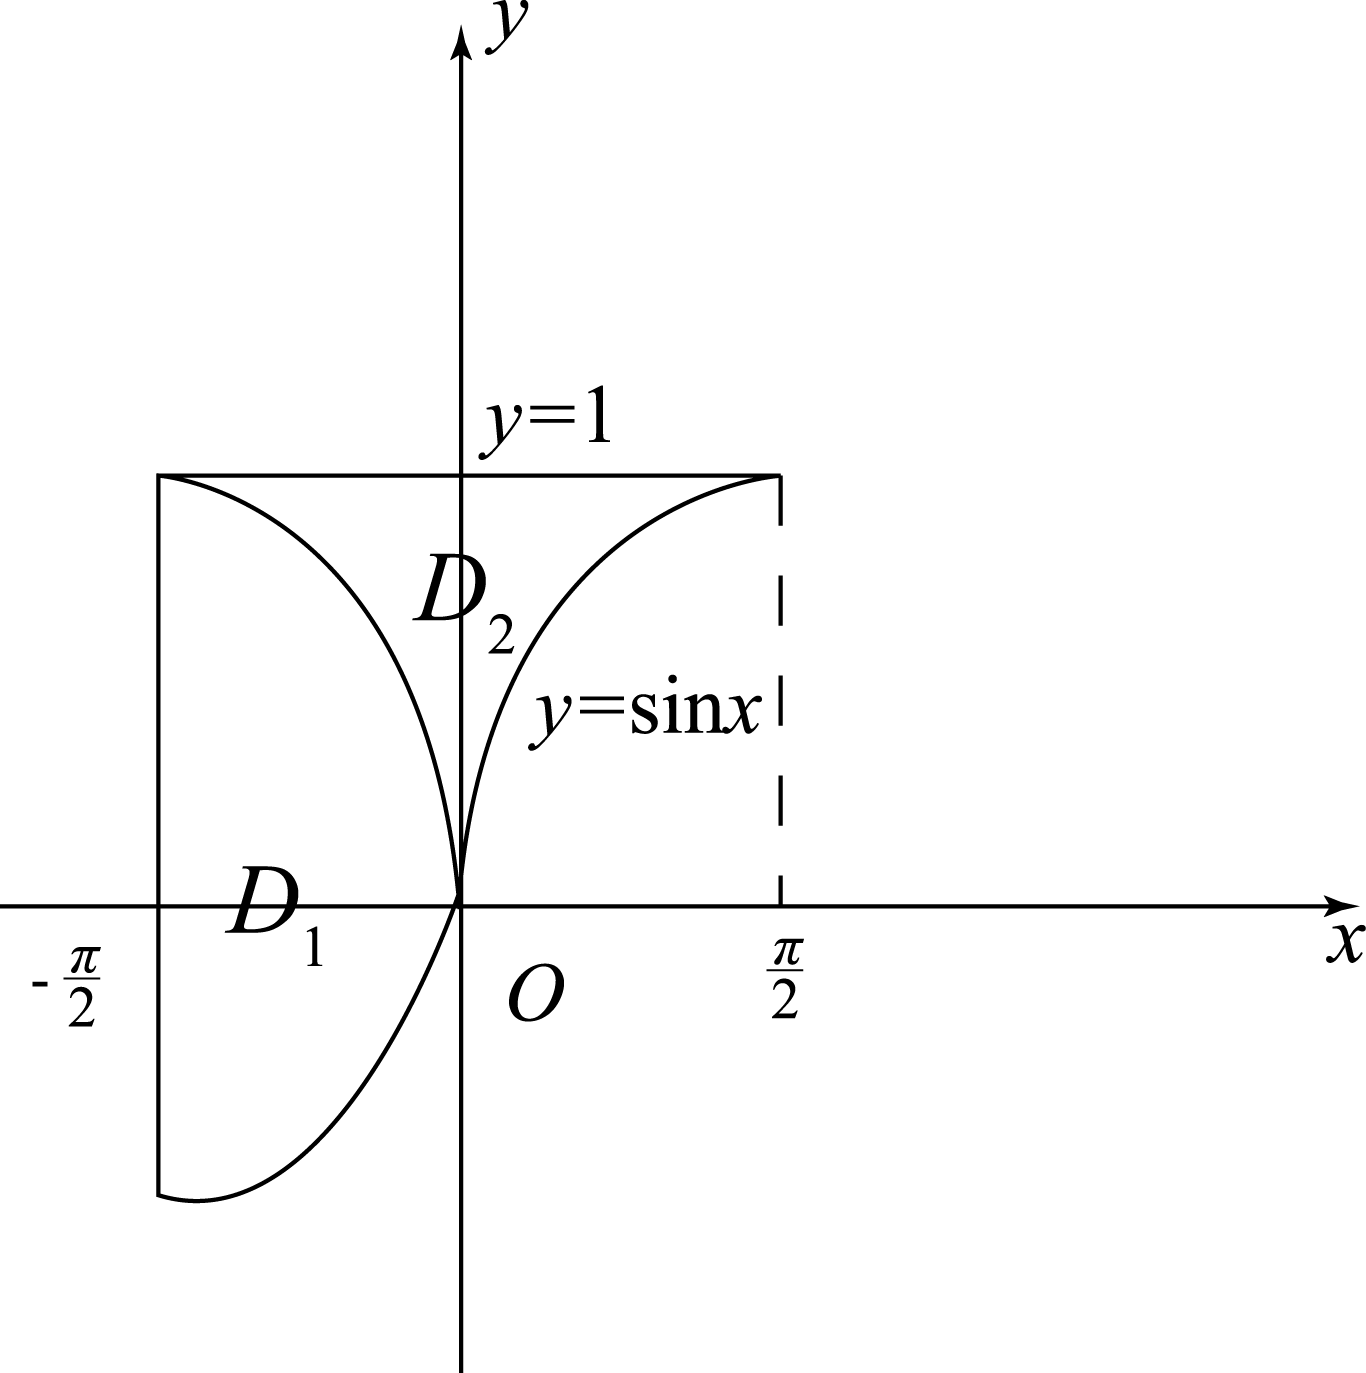 y
y=1
D₂
y=sinx
D₁
-π/2
O
π/2
x